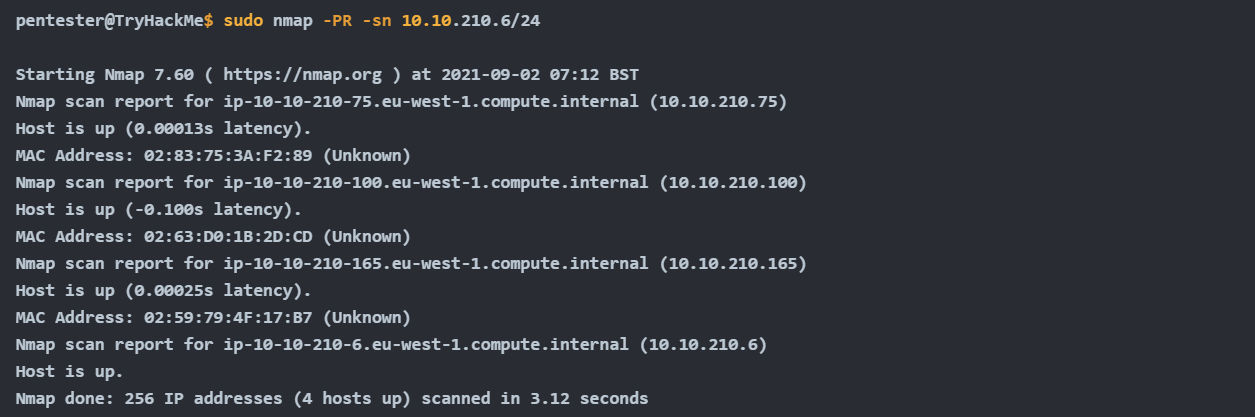 pentester@TryHackMe$ sudo nmap -PR -sn 10.10.210.6/24
Starting Nmap 7.60 ( https://nmap.org ) at 2021-09-02 07:12 BST
Nmap scan report for ip-10-10-210-75.eu-west-1.compute.internal (10.10.210.75)
Host is up (0.00013s latency).
MAC Address: 02:83:75:3A:F2:89 (Unknown)
Nmap scan report for ip-10-10-210-100.eu-west-1.compute.internal (10.10.210.100)
Host is up (-0.100s latency).
MAC Address: 02:63:D0:1B:2D:CD (Unknown)
Nmap scan report for ip-10-10-210-165.eu-west-1.compute.internal (10.10.210.165)
Host is up (0.00025s latency).
MAC Address: 02:59:79:4F:17:B7 (Unknown)
Nmap scan report for ip-10-10-210-6.eu-west-1.compute.internal (10.10.210.6)
Host is up.
Nmap done: 256 IP addresses (4 hosts up) scanned in 3.12 seconds